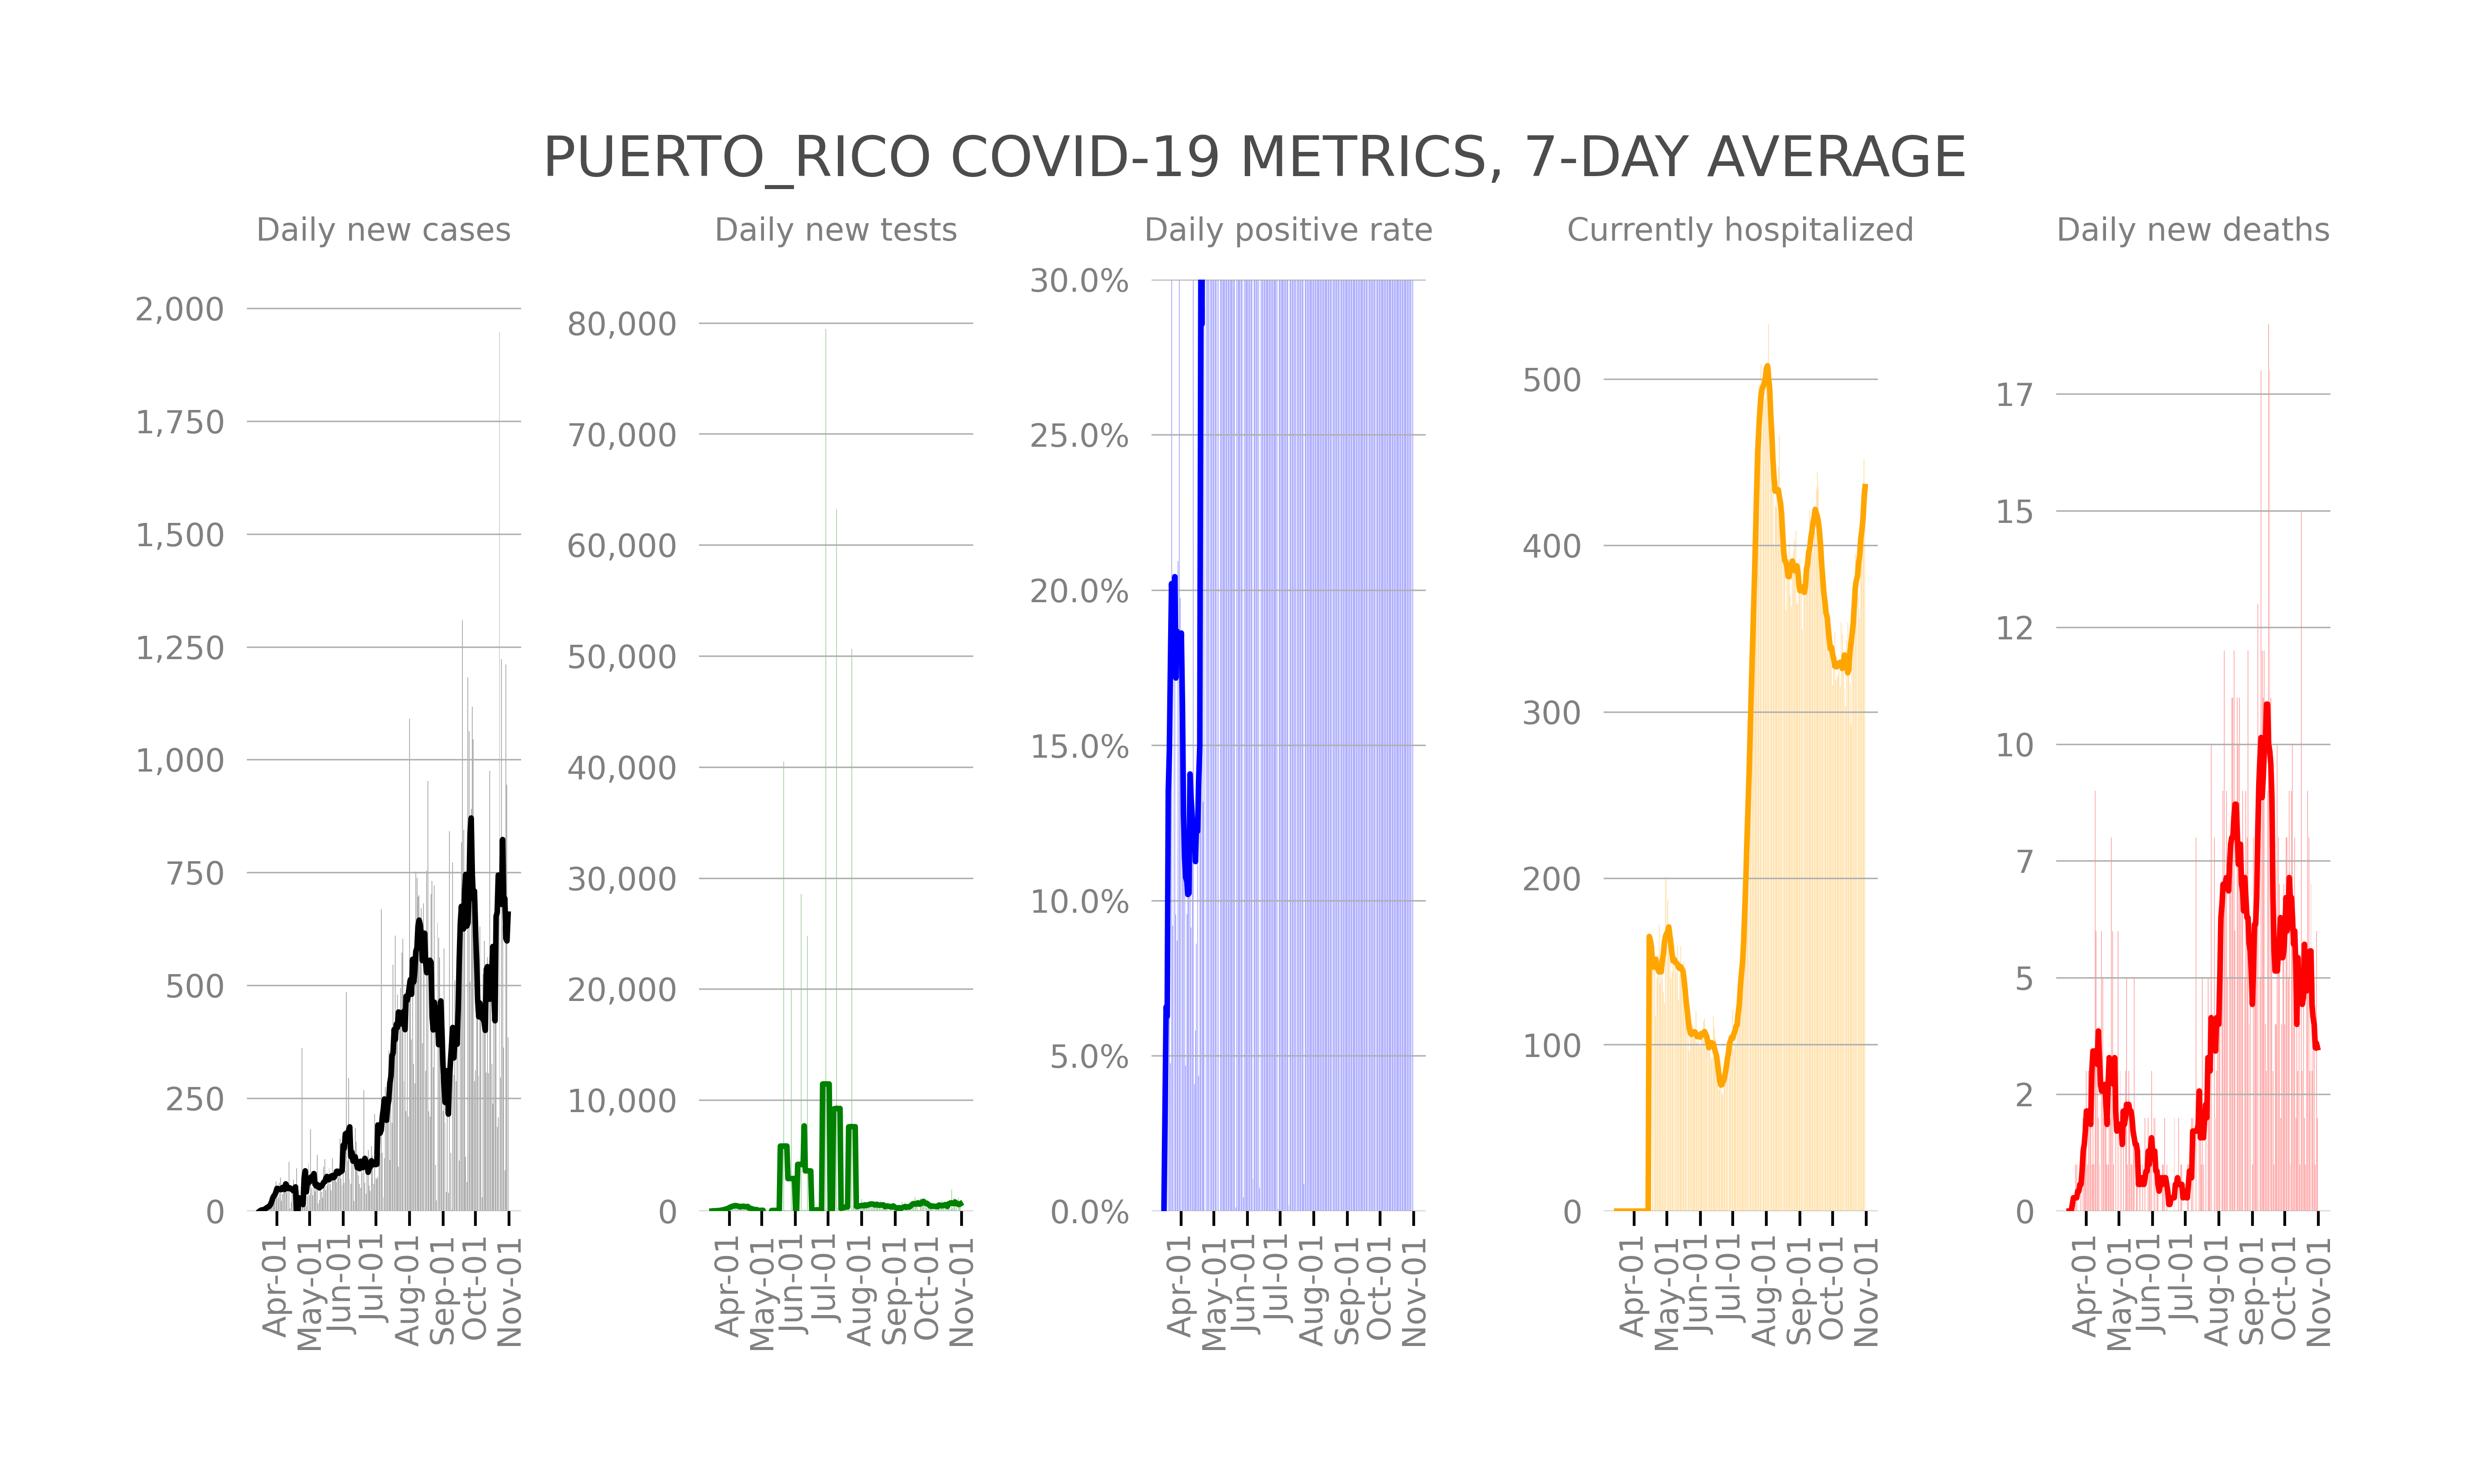 PUERTO_RICO COVID-19 METRICS, 7-DAY AVERAGE
Daily new cases
2,000
1,750
1,500
1,250
1,000
750
500
250
0
Apr-01
May-01
Jun-01
Jul-01
Aug-01
Sep-01
Oct-01
Nov-01
Daily new tests
80,000
70,000
60,000
50,000
40,000
30,000
20,000
10,000
0
Apr-01
May-01
Jun-01
Jul-01
Aug-01
Sep-01
Oct-01
Nov-01
Daily positive rate
30.0%
25.0%
20.0%
15.0%
10.0%
5.0%
0.0%
Apr-01
May-01
Jun-01
Jul-01
Aug-01
Sep-01
Oct-01
Nov-01
Currently hospitalized
500
400
300
200
100
0
Apr-01
May-01
Jun-01
Jul-01
Aug-01
Sep-01
Oct-01
Nov-01
Daily new deaths
17
15
12
10
7
5
2
0
Apr-01
May-01
Jun-01
Jul-01
Aug-01
Sep-01
Oct-01
Nov-01